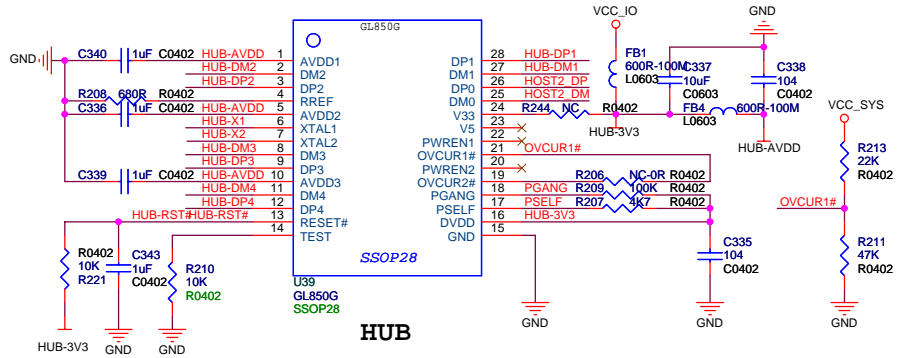 GL850G
VCC_IO
GND
GND
C340 1uF C0402 HUB-AVDD 1 AVDD1
HUB-DM2 2 DM2
HUB-DP2 3 DP2
R208 680R R0402 4 RREF
C336 1uF C0402 HUB-AVDD 5 AVDD2
HUB-X1 6 XTAL1
HUB-X2 7 XTAL2
HUB-DM3 8 DM3
HUB-DP3 9 DP3
C339 1uF C0402 HUB-AVDD 10 AVDD3
HUB-DM4 11 DM4
HUB-DP4 12 DP4
HUB-RST# HUB-RST# 13 RESET#
14 TEST
DP1 28 HUB-DP1
DM1 27 HUB-DM1
DP0 26 HOST2_DP
DM0 25 HOST2_DM
V33 24 R244 NC R0402
V5 23
PWREN1 22
OVCUR1# 21 OVCUR1#
PWREN2 20
OVCUR2# 19 R206 NC-0R R0402
PGANG 18 PGANG R209 100K R0402
PSELF 17 PSELF R207 4K7 R0402
DVDD 16 HUB-3V3
GND 15
SSOP28
FB1
600R-100M
L0603
HUB-3V3
C337
10uF
C0603
C338
104
C0402
FB4 600R-100M
L0603
HUB-AVDD
VCC_SYS
R213
22K
R0402
OVCUR1#
R211
47K
R0402
GND
R0402
10K
R221
HUB-3V3
C343
1uF
C0402
GND
R210
10K
R0402
GND
U39
GL850G
SSOP28
HUB
GND
C335
104
C0402
GND